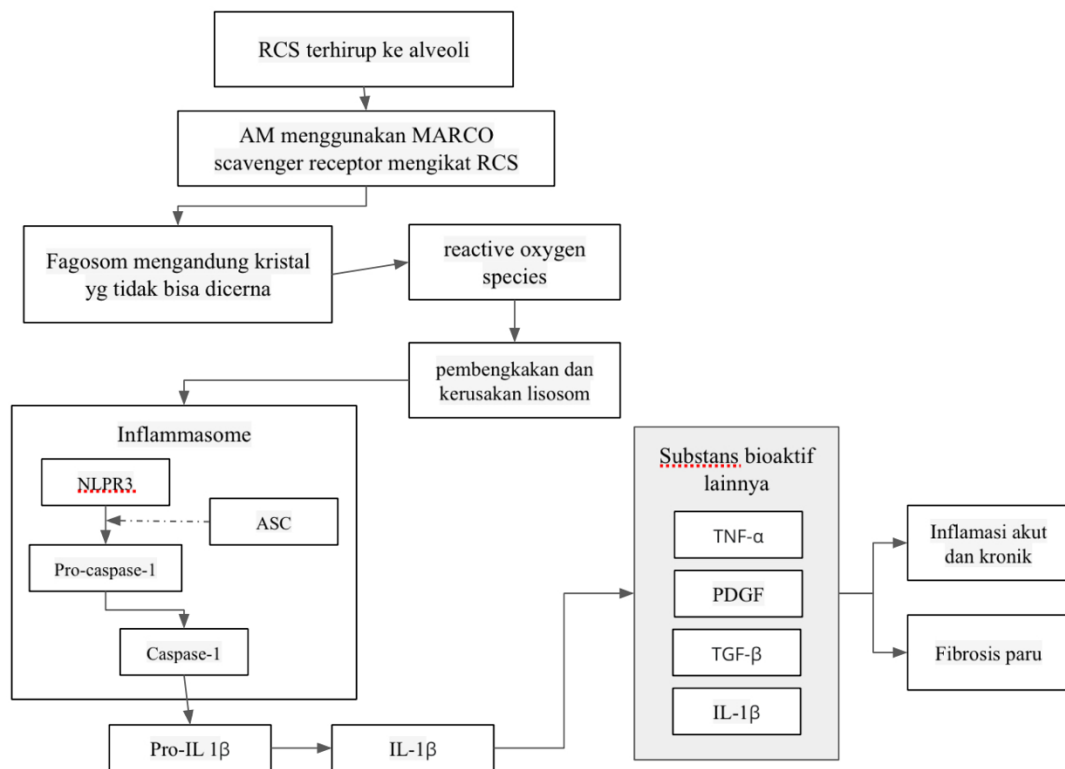 RCS terhirup ke alveoli
AM menggunakan MARCO
scavenger receptor mengikat RCS
Fagosom mengandung kristal
yg tidak bisa dicerna
reactive oxygen
species
pembengkakan dan
kerusakan lisosom
Inflammasome
NLPR3
ASC
Pro-caspase-1
Caspase-1
Pro-IL 1β
IL-1β
Substans bioaktif
lainnya
TNF-α
PDGF
TGF-β
IL-1β
Inflamasi akut
dan kronik
Fibrosis paru